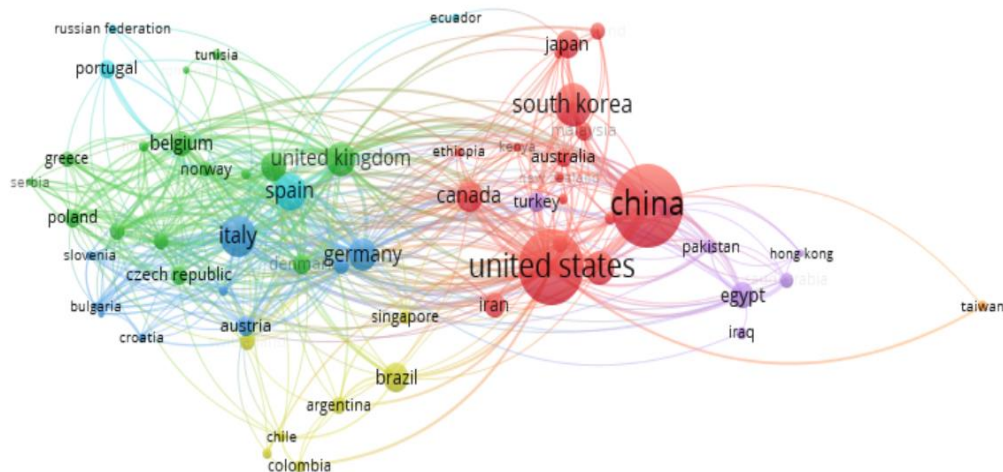 ecuador
russian federation
japan
tunisia
portugal
south korea
malaysia
belgium
united kingdom
ethiopia
kenya
australia
greece
norway
serbia
spain
canada
turkey
china
poland
italy
slovenia
germany
pakistan
hong kong
denmark
united states
czech republic
egypt
bulgaria
iran
taiwan
singapore
austria
iraq
croatia
brazil
argentina
chile
colombia